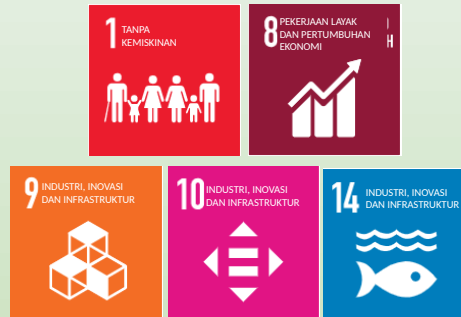 1 TANPA
KEMISKINAN
8 PEKERJAAN LAYAK
DAN PERTUMBUHAN
EKONOMI
9 INDUSTRI, INOVASI
DAN INFRASTRUKTUR
10 INDUSTRI, INOVASI
DAN INFRASTRUKTUR
14 INDUSTRI, INOVASI
DAN INFRASTRUKTUR